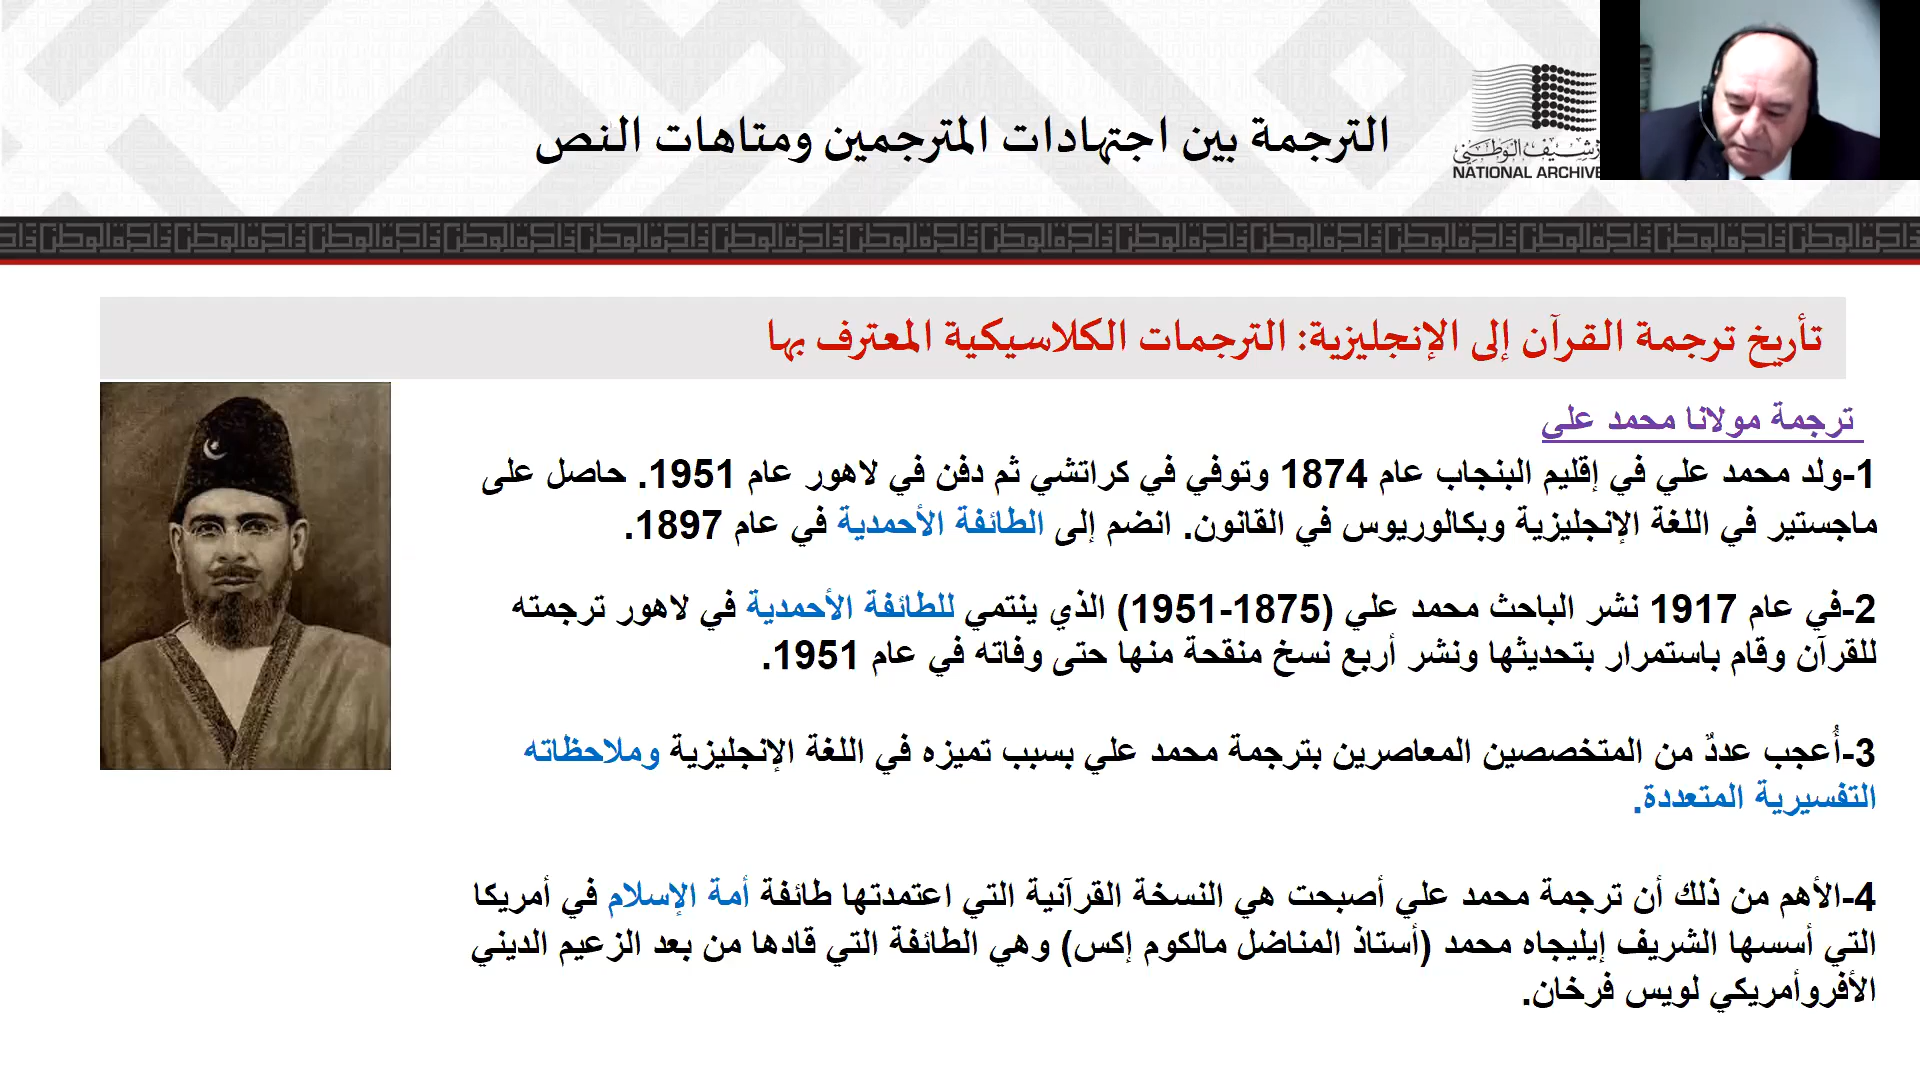 الترجمة بين اجتهادات المترجمين ومتاهات النص
NATIONAL ARCHIVE
تأريخ ترجمة القرآن إلى الإنجليزية: الترجمات الكلاسيكية المعترف بها
ترجمة مولانا محمد علي
1-ولد محمد علي في إقليم البنجاب عام 1874 وتوفي في كراتشي ثم دفن في لاهور عام 1951. حاصل على
ماجستير في اللغة الإنجليزية وبكالوريوس في القانون. انضم إلى الطائفة الأحمدية في عام 1897.
2-في عام 1917 نشر الباحث محمد علي (1875-1951) الذي ينتمي للطائفة الأحمدية في لاهور ترجمته
للقرآن وقام باستمرار بتحديثها ونشر أربع نسخ منقحة منها حتى وفاته في عام 1951.
3-أُعجب عددٌ من المتخصصين المعاصرين بترجمة محمد علي بسبب تميزه في اللغة الإنجليزية وملاحظاته
التفسيرية المتعددة.
4-الأهم من ذلك أن ترجمة محمد علي أصبحت هي النسخة القرآنية التي اعتمدتها طائفة أمة الإسلام في أمريكا
التي أسسها الشريف إيليجاه محمد (أستاذ المناضل مالكوم إكس) وهي الطائفة التي قادها من بعد الزعيم الديني
الأفروأمريكي لويس فرخان.